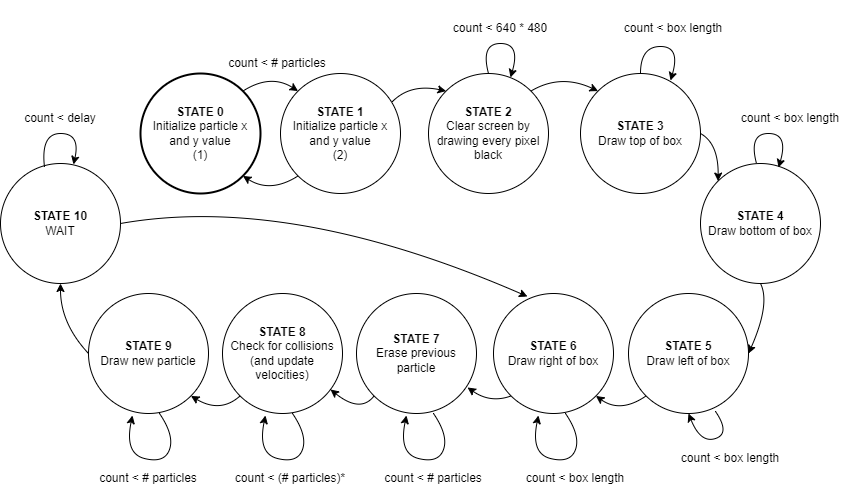 count < 640 * 480
count < box length
count < # particles
STATE 0
Initialize particle x
and y value
(1)
STATE 1
Initialize particle x
and y value
(2)
STATE 2
Clear screen by
drawing every pixel
black
STATE 3
Draw top of box
count < box length
STATE 4
Draw bottom of box
count < delay
STATE 10
WAIT
STATE 9
Draw new particle
STATE 8
Check for collisions
(and update
velocities)
STATE 7
Erase previous
particle
STATE 6
Draw right of box
STATE 5
Draw left of box
count < # particles
count < (# particles)*
count < # particles
count < box length
count < box length